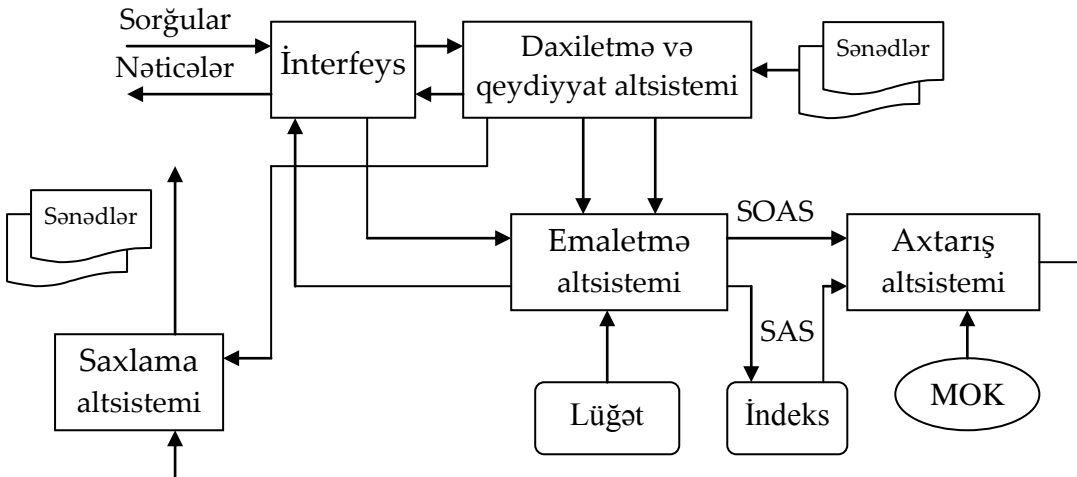 Sorğular
Nəticələr
İnterfeys
Daxiletmə və
qeydiyyat altsistemi
Sənədlər
Sənədlər
Emaletmə
altsistemi
SOAS
Axtarış
altsistemi
SAS
Saxlama
altsistemi
Lüğət
İndeks
MOK